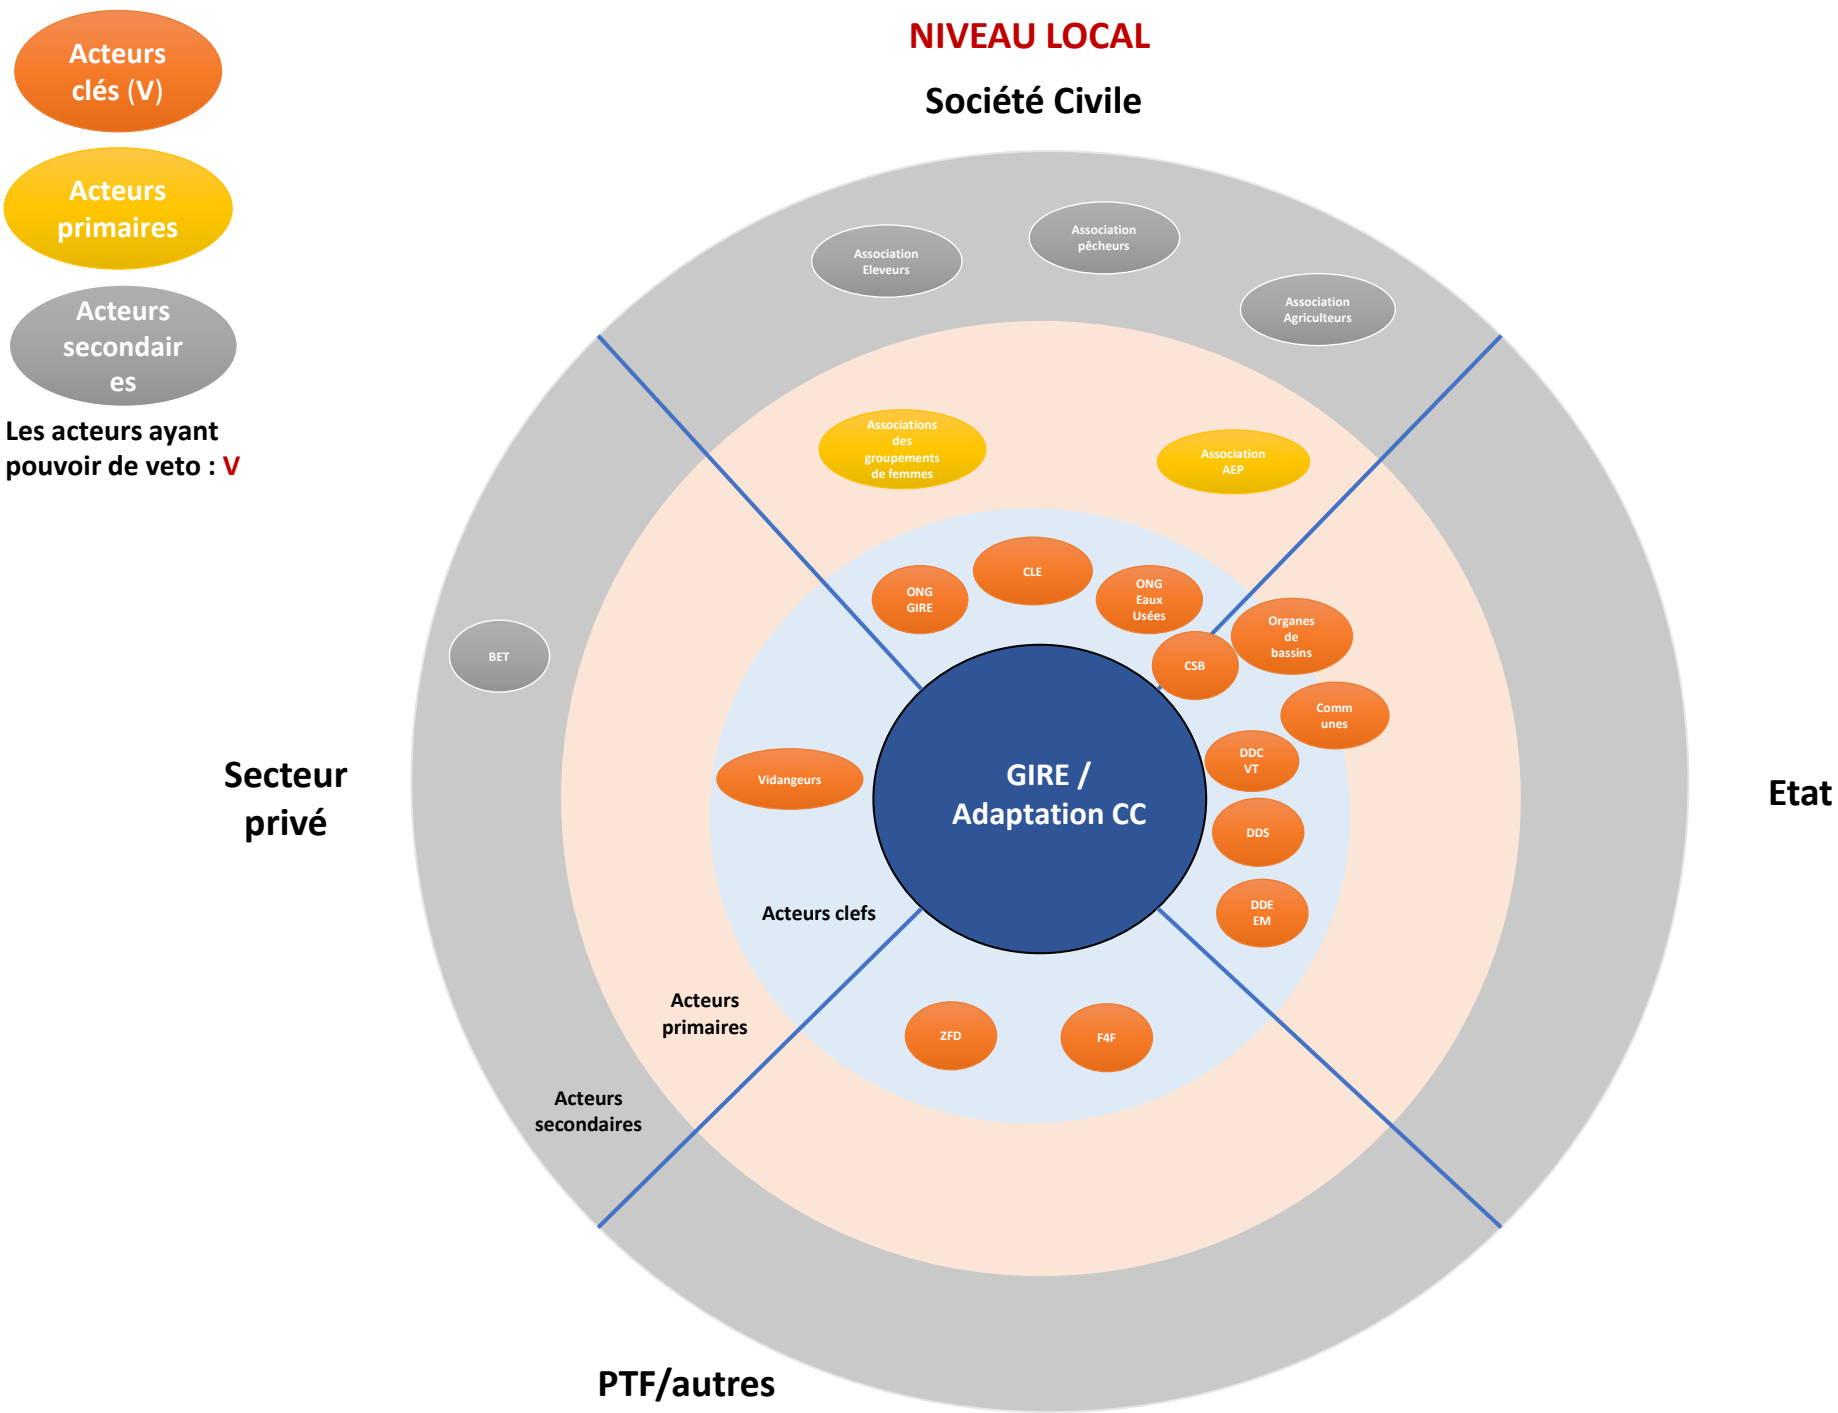 NIVEAU LOCAL
Société Civile
Acteurs
clés (V)
Acteurs
primaires
Acteurs
secondair
es
Les acteurs ayant
pouvoir de veto : V
Association
Eleveurs
Association
pêcheurs
Association
Agriculteurs
Associations
des
groupements
de femmes
Association
AEP
ONG
GIRE
CLE
ONG
Eaux
Usées
CSB
Organes
de
bassins
Comm
unes
DDC
VT
DDS
DDE
EM
BET
Vidangeurs
GIRE /
Adaptation CC
Secteur
privé
Etat
Acteurs clefs
Acteurs
primaires
Acteurs
secondaires
ZFD
F4F
PTF/autres